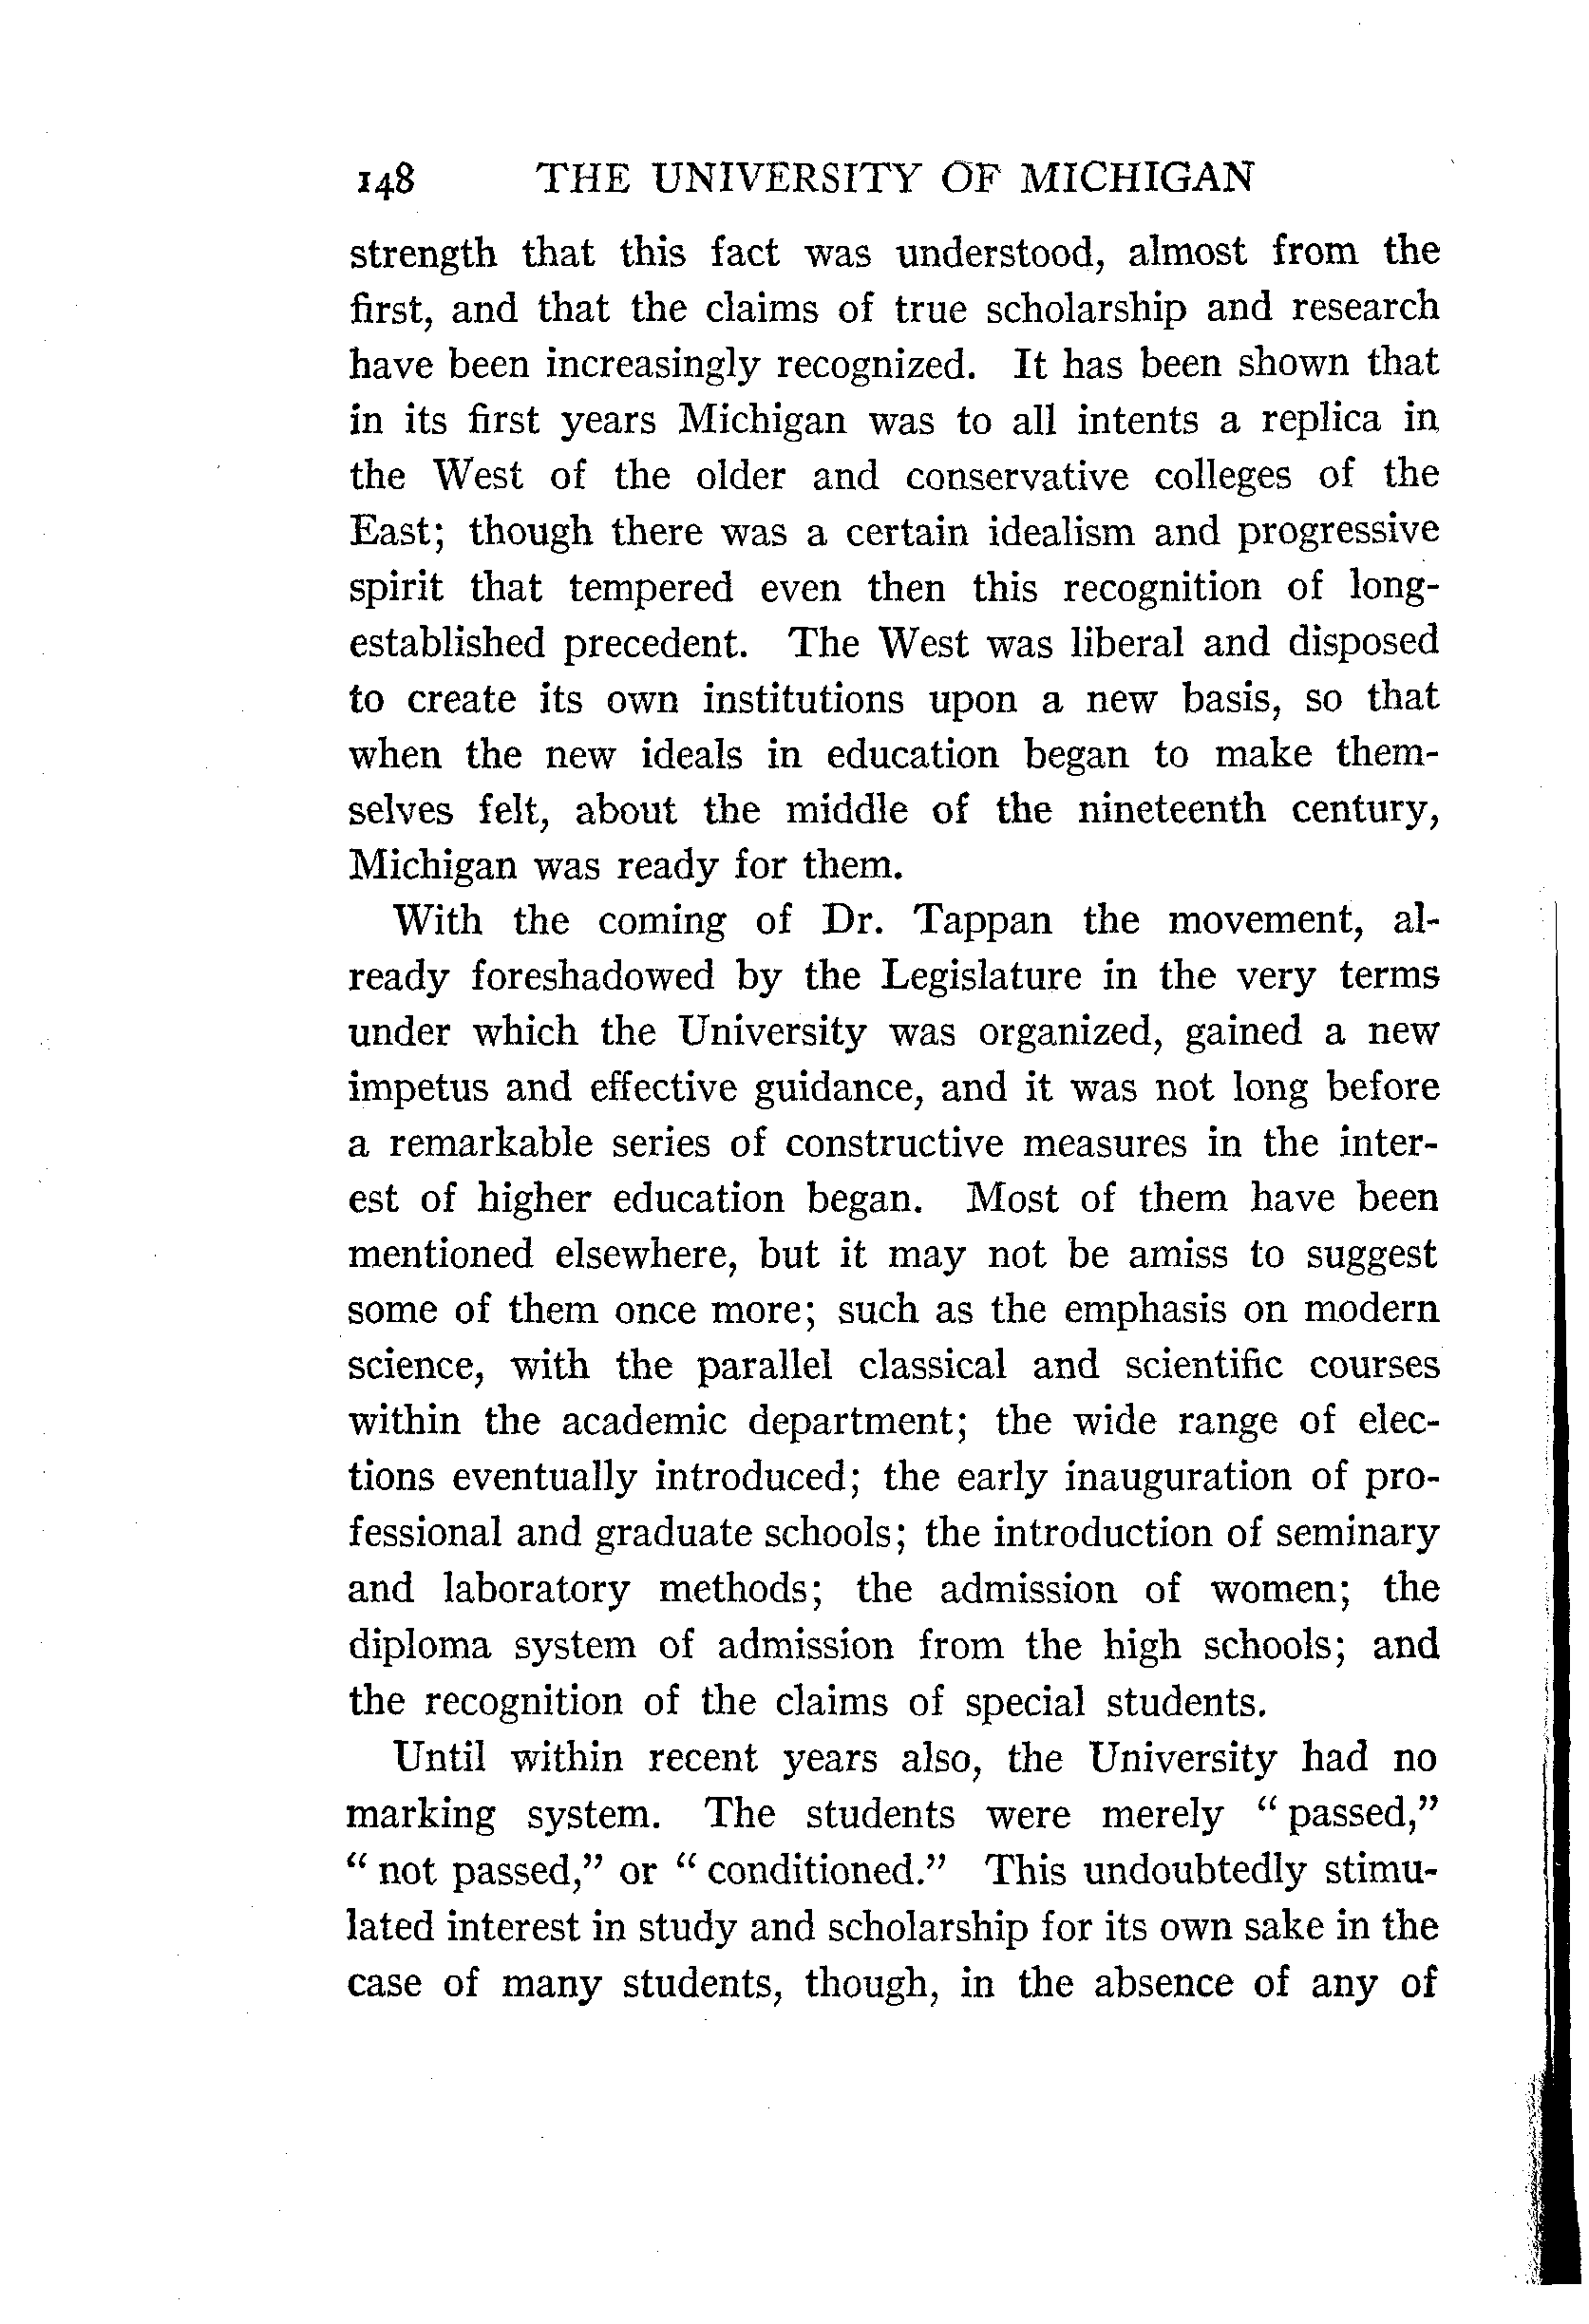 148 THE UNIVERSITY OF MICHIGAN
strength that this fact was understood, almost from the
first, and that the claims of true scholarship and research
have been increasingly recognized. It has been shown that
in its first years Michigan was to all intents a replica in
the West of the older and conservative colleges of the
East; though there was a certain idealism and progressive
spirit that tempered even then this recognition of long-
established precedent. The West was liberal and disposed
to create its own institutions upon a new basis, so that
when the new ideals in education began to make them-
selves felt, about the middle of the nineteenth century,
Michigan was ready for them.
With the coming of Dr. Tappan the movement, al-
ready foreshadowed by the Legislature in the very terms
under which the University was organized, gained a new
impetus and effective guidance, and it was not long before
a remarkable series of constructive measures in the inter-
est of higher education began. Most of them have been
mentioned elsewhere, but it may not be amiss to suggest
some of them once more; such as the emphasis on modern
science, with the parallel classical and scientific courses
within the academic department; the wide range of elec-
tions eventually introduced; the early inauguration of pro-
fessional and graduate schools; the introduction of seminary
and laboratory methods; the admission of women; the
diploma system of admission from the high schools; and
the recognition of the claims of special students.
Until within recent years also, the University had no
marking system. The students were merely " passed,"
" not passed," or " conditioned." This undoubtedly stimu-
lated interest in study and scholarship for its own sake in the
case of many students, though, in the absence of any of